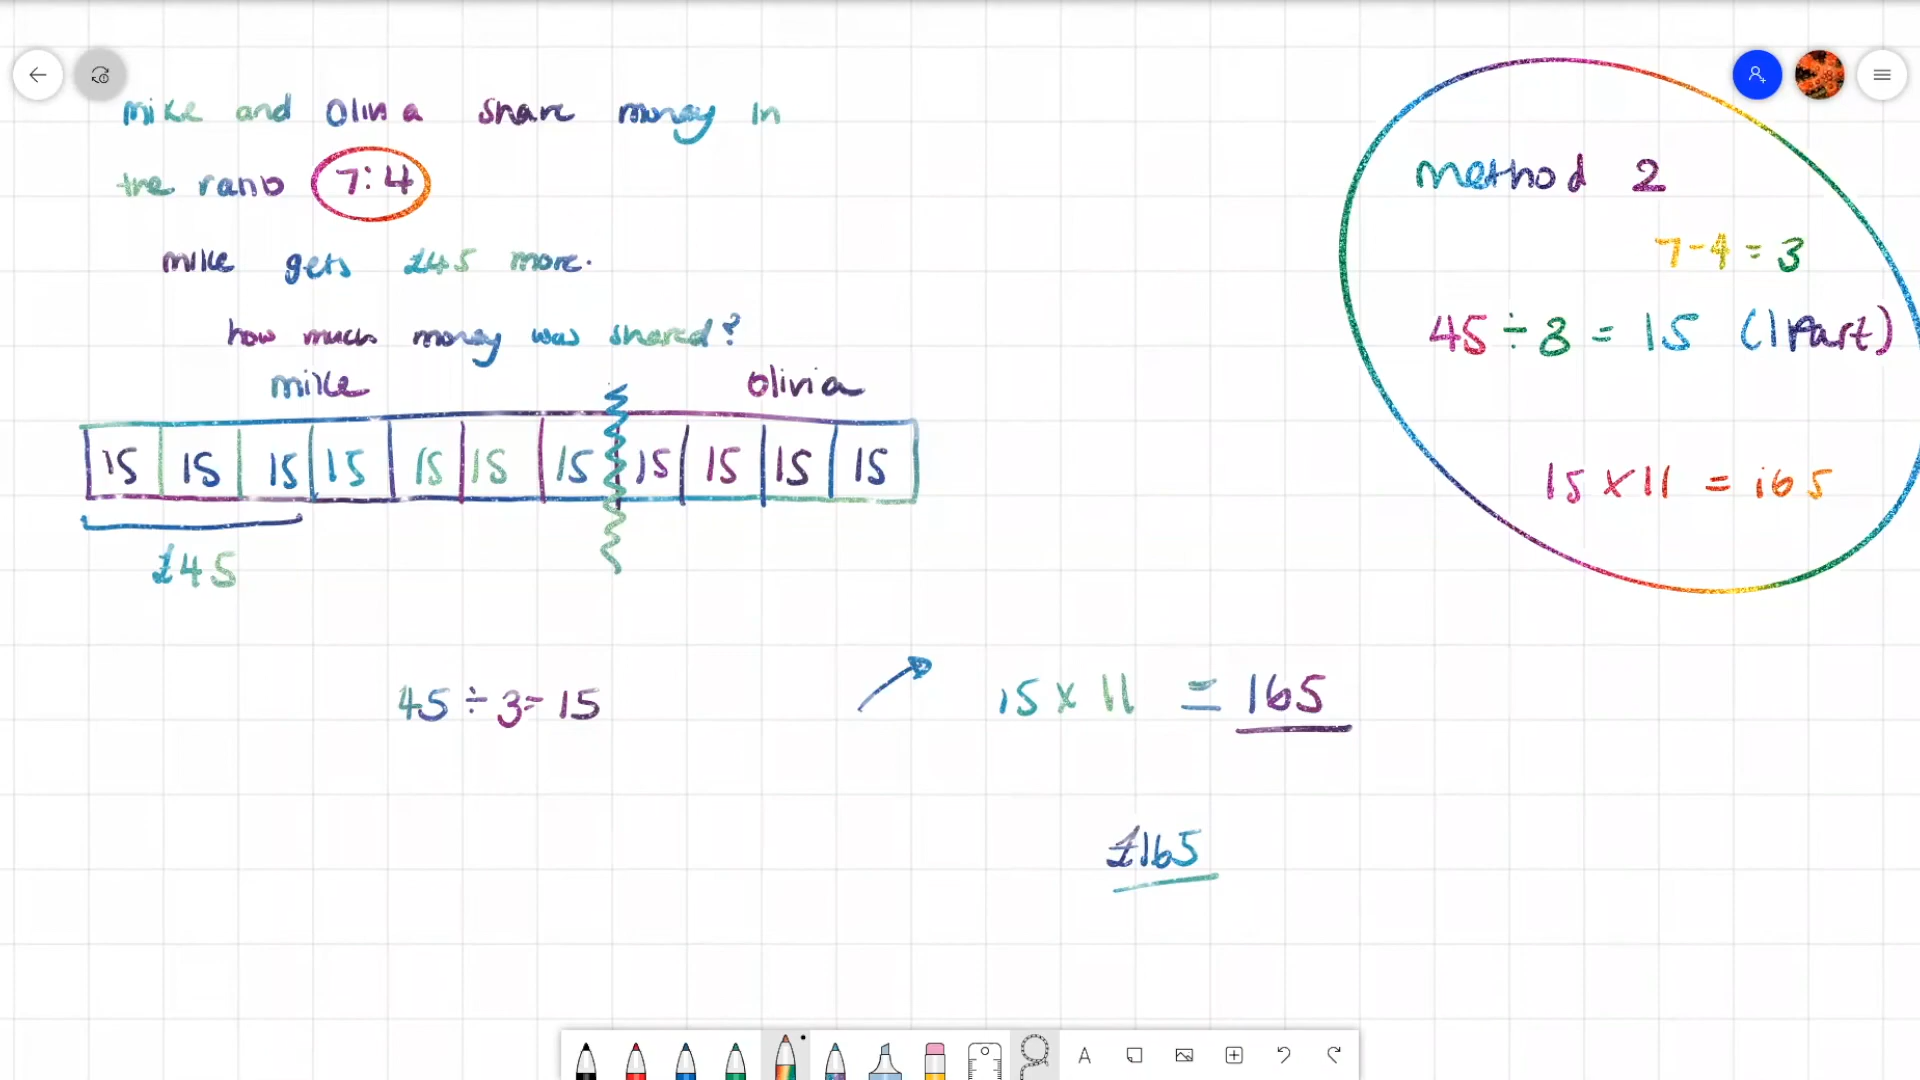 mike and Olivia share money in
the ratio 7:4
mike gets £45 more.
how much money was shared?
mike olivia
15 15 15 15 15 15 15 15 15 15 15
£45
45 ÷ 3 = 15
15 x 11 = 165
£165
method 2
7 - 4 = 3
45 ÷ 3 = 15 (1 Part)
15 x 11 = 165
A